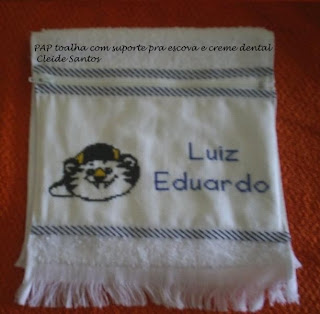 PAP toalha com suporte pra escova e creme dental
Cleide Santos
Luiz
Eduardo